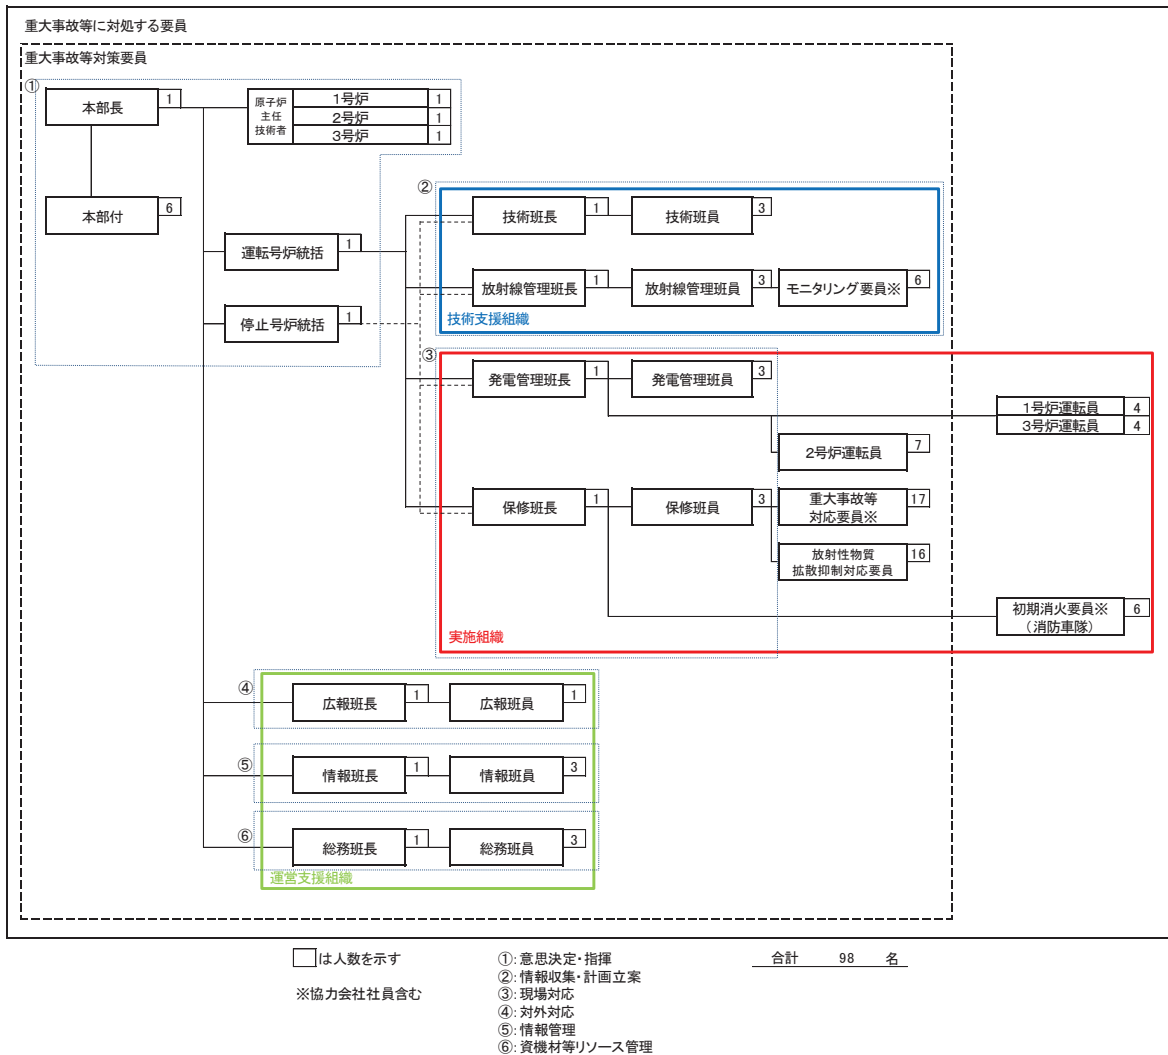 重大事故等に対処する要員
重大事故等対策要員
①
本部長
1
原子炉
主任
技術者
1号炉
1
2号炉
1
3号炉
1
本部付
6
運転号炉統括
1
停止号炉統括
1
②
技術班長
1
技術班員
3
放射線管理班長
1
放射線管理班員
3
モニタリング要員※
6
技術支援組織
③
発電管理班長
1
発電管理班員
3
1号炉運転員
4
3号炉運転員
4
2号炉運転員
7
保修班長
1
保修班員
3
重大事故等
対応要員※
17
放射性物質
拡散抑制対応要員
16
初期消火要員※
(消防車隊)
6
実施組織
④
広報班長
1
広報班員
1
⑤
情報班長
1
情報班員
3
⑥
総務班長
1
総務班員
3
運営支援組織
は人数を示す
※協力会社社員含む
①:意思決定・指揮
②:情報収集・計画立案
③:現場対応
④:対外対応
⑤:情報管理
⑥:資機材等リソース管理
合計 98 名